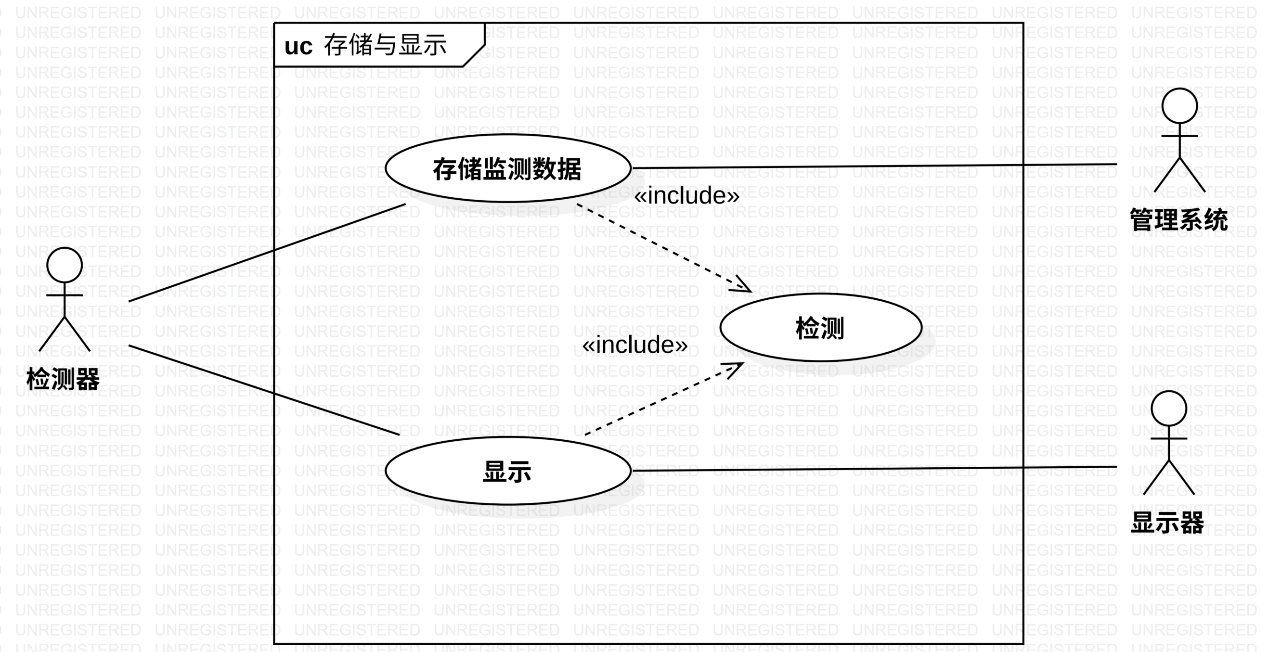 uc 存储与显示
存储监测数据
«include»
管理系统
检测
«include»
检测器
显示
显示器
UNREGISTERED